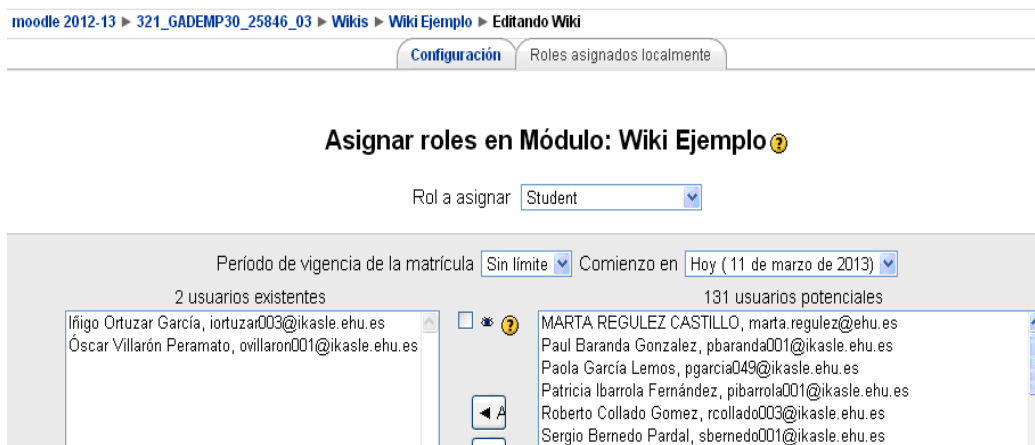 moodle 2012-13 ► 321_GADEMP30_25846_03 ► Wikis ► Wiki Ejemplo ► Editando Wiki
Configuración Roles asignados localmente
Asignar roles en Módulo: Wiki Ejemplo
Rol a asignar Student
Período de vigencia de la matrícula Sin límite Comienzo en Hoy ( 11 de marzo de 2013)
2 usuarios existentes
Iñigo Ortuzar García, iortuzar003@ikasle.ehu.es
Óscar Villarón Peramato, ovillaron001@ikasle.ehu.es
◄ A
131 usuarios potenciales
MARTA REGULEZ CASTILLO, marta.regulez@ehu.es
Paul Baranda Gonzalez, pbaranda001@ikasle.ehu.es
Paola García Lemos, pgarcia049@ikasle.ehu.es
Patricia Ibarrola Fernández, pibarrola001@ikasle.ehu.es
Roberto Collado Gomez, rcollado003@ikasle.ehu.es
Sergio Bernedo Pardal, sbernedo001@ikasle.ehu.es